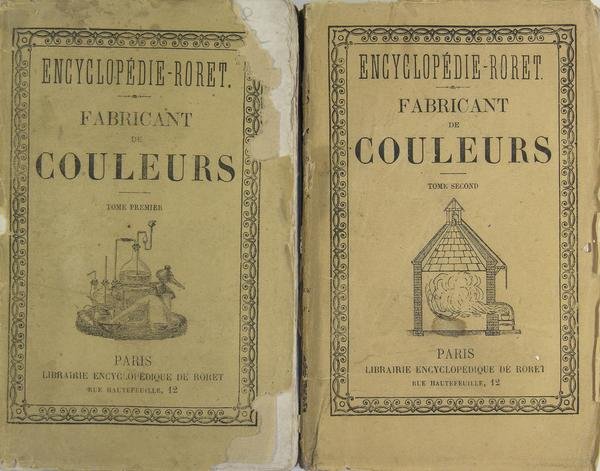 ENCYCLOPÉDIE-RORET.
FABRICANT
DE
COULEURS
TOME PREMIER
PARIS
LIBRAIRIE ENCYCLOPÉDIQUE DE RORET
RUE HAUTEFEUILLE, 12
ENCYCLOPÉDIE-RORET.
FABRICANT
DE
COULEURS
TOME SECOND
PARIS
LIBRAIRIE ENCYCLOPÉDIQUE DE RORET
RUE HAUTEFEUILLE, 12